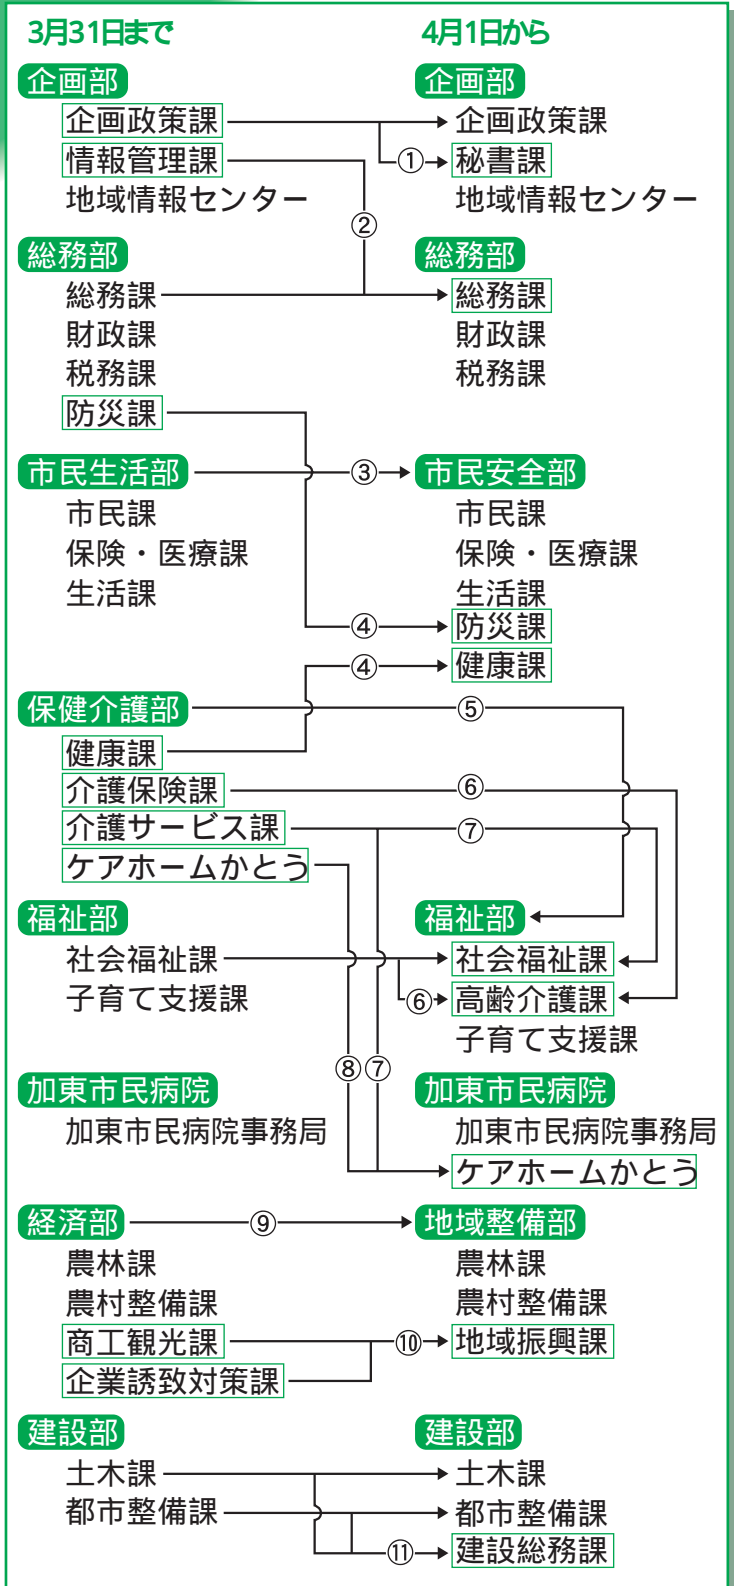 3月31日まで 4月1日から
企画部 企画部
企画政策課 企画政策課
情報管理課 ① 秘書課
地域情報センター 地域情報センター
②
総務部 総務部
総務課 総務課
財政課 財政課
税務課 税務課
防災課
市民生活部 ③ 市民安全部
市民課 市民課
保険・医療課 保険・医療課
生活課 生活課
④ 防災課
④ 健康課
保健介護部 ⑤
健康課
介護保険課 ⑥
介護サービス課 ⑦
ケアホームかとう
福祉部 福祉部
社会福祉課 社会福祉課
子育て支援課 ⑥ 高齢介護課
子育て支援課
⑧ ⑦
加東市民病院 加東市民病院
加東市民病院事務局 加東市民病院事務局
ケアホームかとう
経済部 ⑨ 地域整備部
農林課 農林課
農村整備課 農村整備課
商工観光課 ⑩ 地域振興課
企業誘致対策課
建設部 建設部
土木課 土木課
都市整備課 都市整備課
⑪ 建設総務課